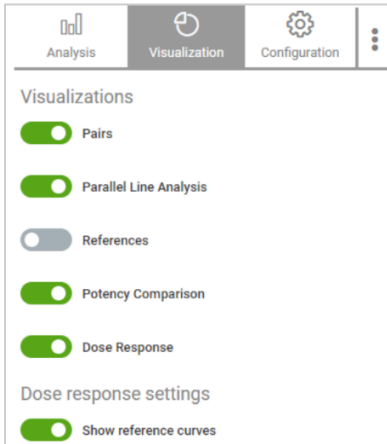 Analysis
Visualization
Configuration
Visualizations
Pairs
Parallel Line Analysis
References
Potency Comparison
Dose Response
Dose response settings
Show reference curves